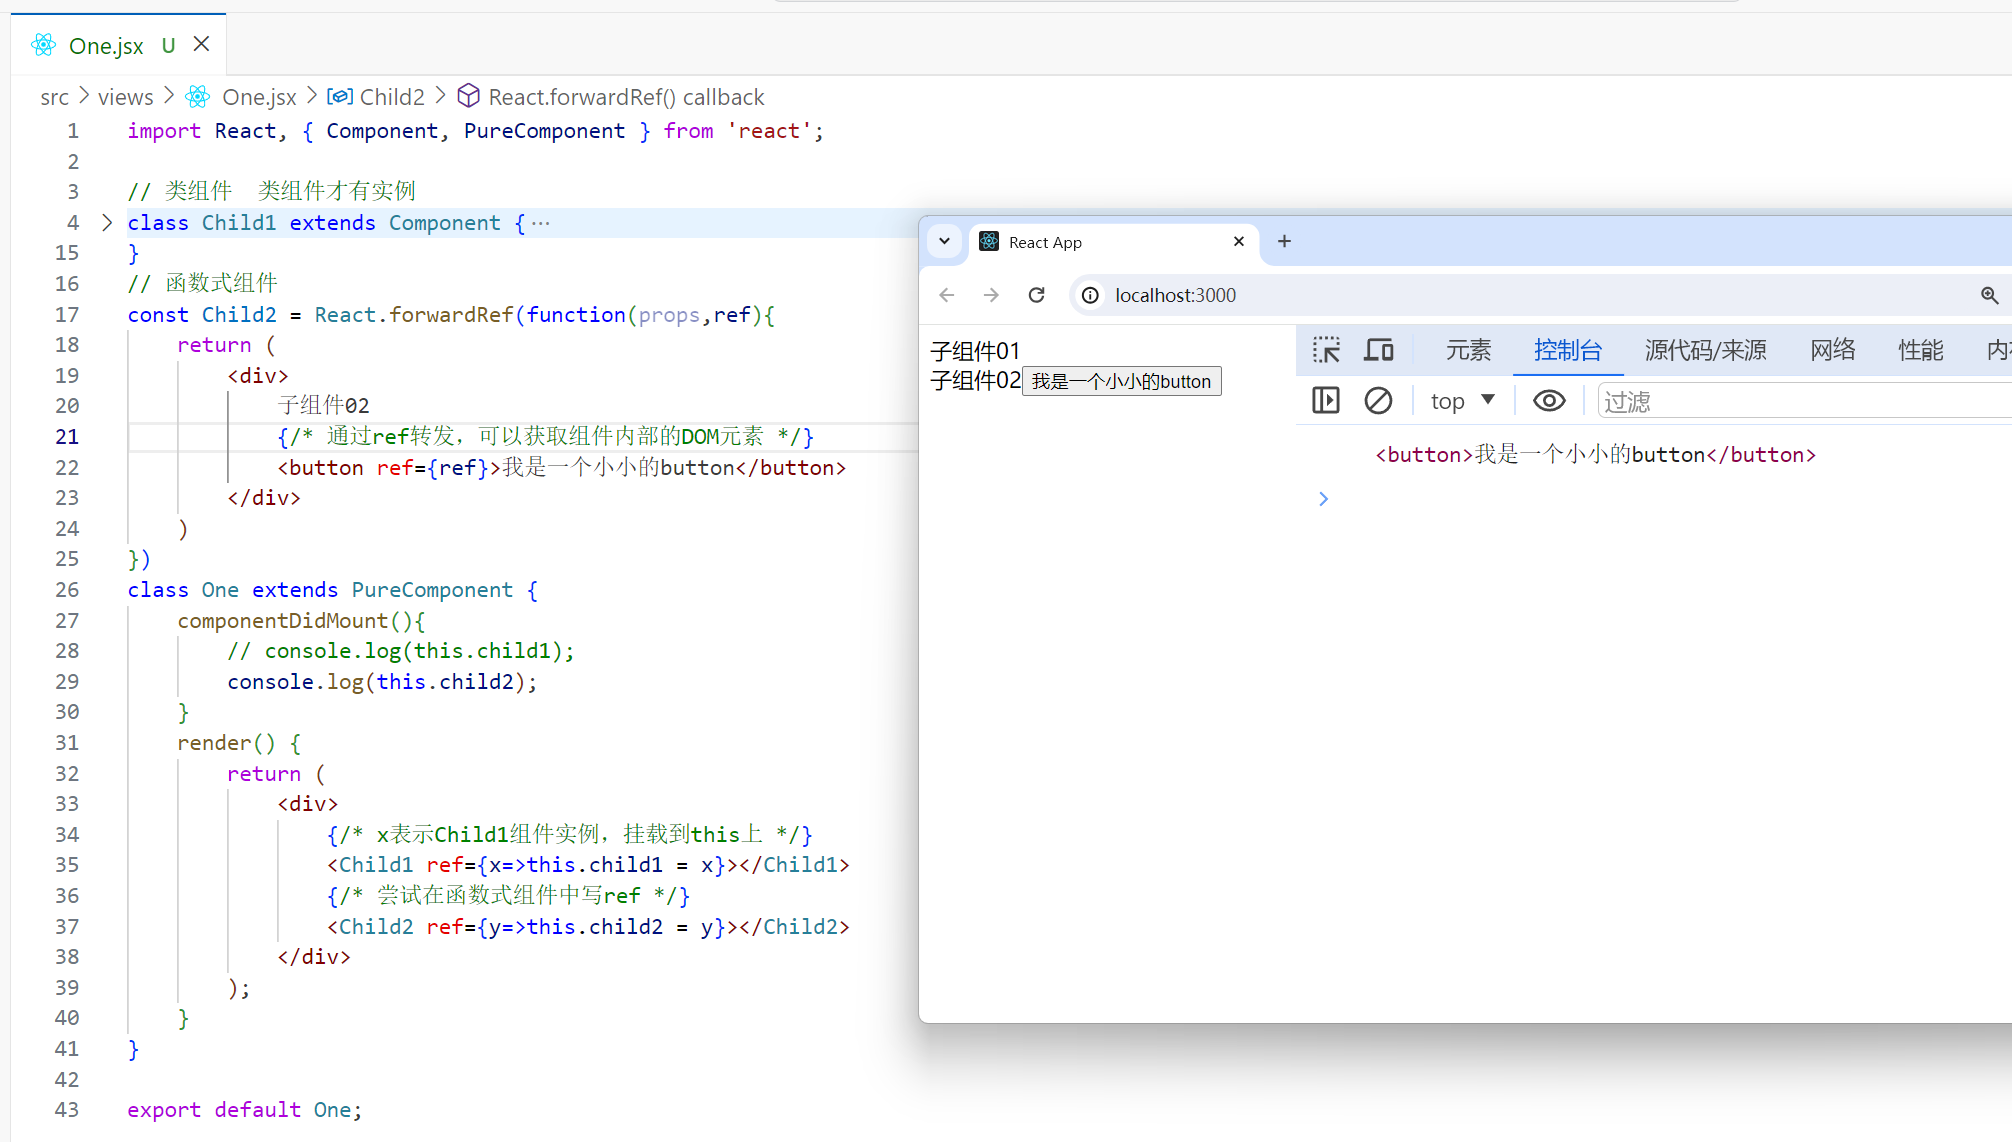 One.jsx U
src > views > One.jsx > Child2 > React.forwardRef() callback
1 import React, { Component, PureComponent } from 'react';
2
3 // 类组件  类组件才有实例
4 class Child1 extends Component {…
15 }
16 // 函数式组件
17 const Child2 = React.forwardRef(function(props,ref){
18 return (
19 <div>
20 子组件02
21 {/* 通过ref转发，可以获取组件内部的DOM元素 */}
22 <button ref={ref}>我是一个小小的button</button>
23 </div>
24 )
25 })
26 class One extends PureComponent {
27 componentDidMount(){
28 // console.log(this.child1);
29 console.log(this.child2);
30 }
31 render() {
32 return (
33 <div>
34 {/* x表示Child1组件实例，挂载到this上 */}
35 <Child1 ref={x=>this.child1 = x}></Child1>
36 {/* 尝试在函数式组件中写ref */}
37 <Child2 ref={y=>this.child2 = y}></Child2>
38 </div>
39 );
40 }
41 }
42
43 export default One;
React App
localhost:3000
子组件01
子组件02 我是一个小小的button
元素 控制台 源代码/来源 网络 性能 内
top 过滤
<button>我是一个小小的button</button>